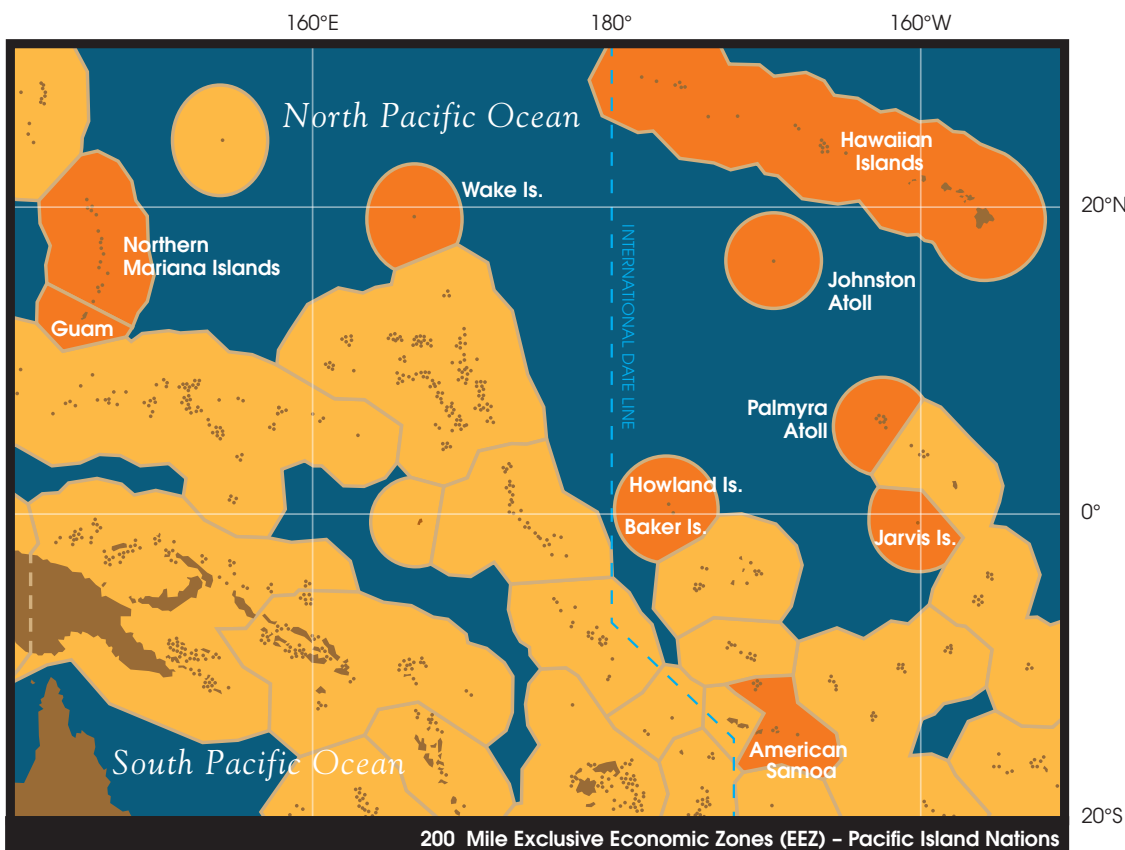 160°E
180°
160°W
North Pacific Ocean
Hawaiian
Islands
Wake Is.
20°N
Northern
Mariana Islands
INTERNATIONAL DATE LINE
Johnston
Atoll
Guam
Palmyra
Atoll
Howland Is.
0°
Baker Is.
Jarvis Is.
American
Samoa
South Pacific Ocean
20°S
200 Mile Exclusive Economic Zones (EEZ) – Pacific Island Nations